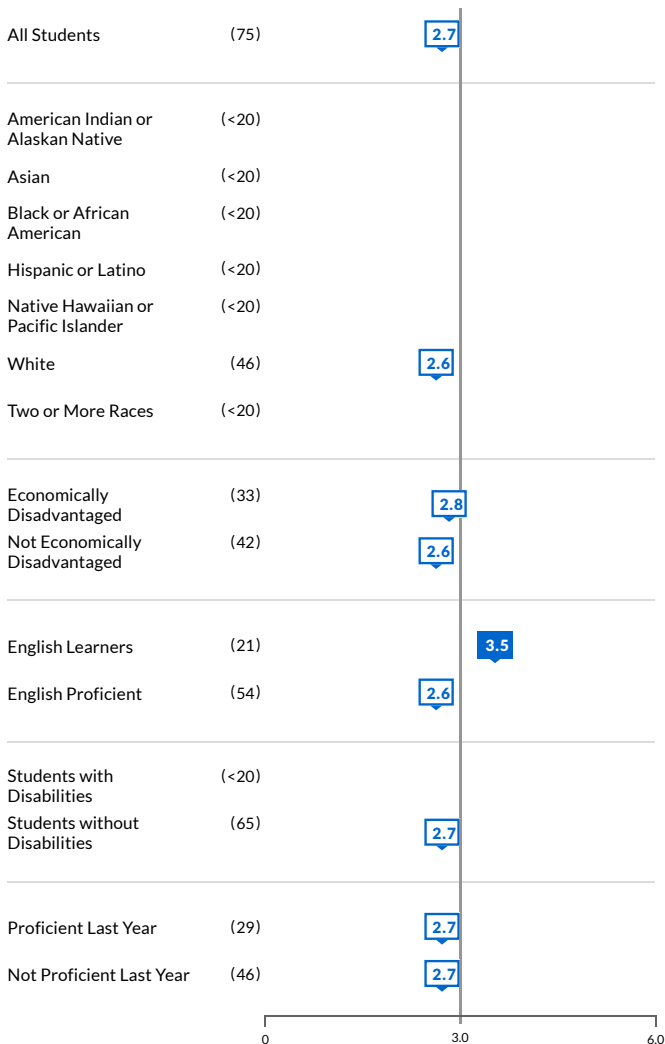 All Students (75) 2.7
American Indian or (<20)
Alaskan Native
Asian (<20)
Black or African (<20)
American
Hispanic or Latino (<20)
Native Hawaiian or (<20)
Pacific Islander
White (46) 2.6
Two or More Races (<20)
Economically (33) 2.8
Disadvantaged
Not Economically (42) 2.6
Disadvantaged
English Learners (21) 3.5
English Proficient (54) 2.6
Students with (<20)
Disabilities
Students without (65) 2.7
Disabilities
Proficient Last Year (29) 2.7
Not Proficient Last Year (46) 2.7
0 3.0 6.0